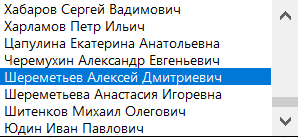 Хабаров Сергей Вадимович
Харламов Петр Ильич
Цапулина Екатерина Анатольевна
Черемухин Александр Евгеньевич
Шереметьев Алексей Дмитриевич
Шереметьева Анастасия Игоревна
Шитенков Михаил Олегович
Юдин Иван Павлович